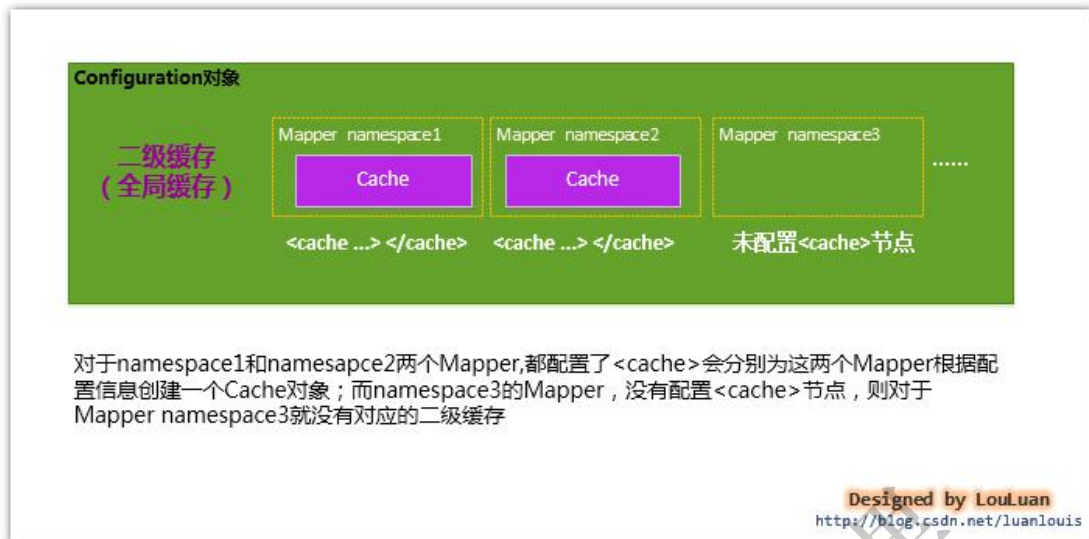 Configuration对象
二级缓存
（全局缓存）
Mapper namespace1
Cache
<cache ...> </cache>
Mapper namespace2
Cache
<cache ...> </cache>
Mapper namespace3
未配置<cache>节点
......
对于namespace1和namesapce2两个Mapper,都配置了<cache>会分别为这两个Mapper根据配
置信息创建一个Cache对象；而namespace3的Mapper，没有配置<cache>节点，则对于
Mapper namespace3就没有对应的二级缓存
Designed by LouLuan
http://blog.csdn.net/luanlouis